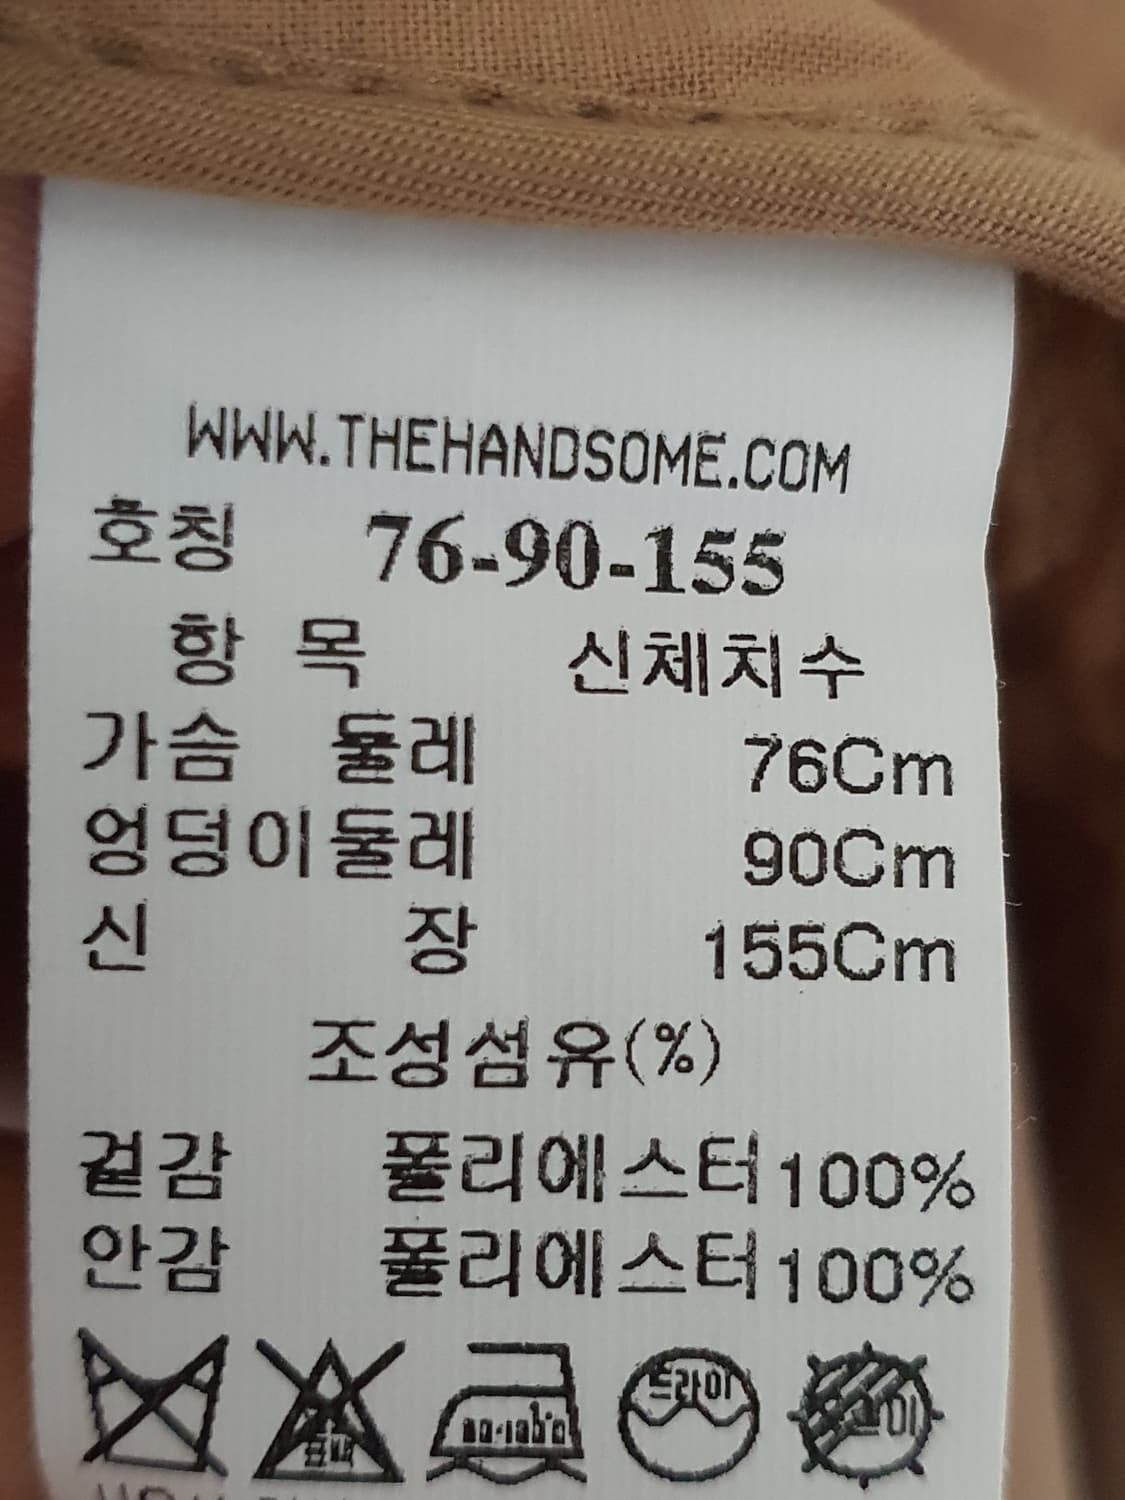 WWW.THEHANDSOME.COM
호칭 76-90-155
항 목 신체치수
가슴 둘레 76Cm
엉덩이둘레 90Cm
신 장 155Cm
조성섬유(%)
겉감 폴리에스터100%
안감 폴리에스터100%
표백 드라이